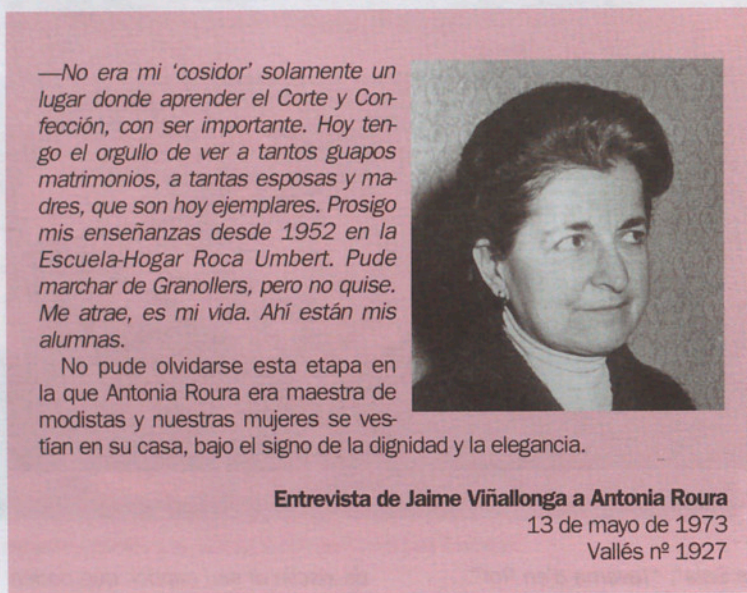 —No era mi 'cosidor' solamente un
lugar donde aprender el Corte y Con-
fección, con ser importante. Hoy ten-
go el orgullo de ver a tantos guapos
matrimonios, a tantas esposas y ma-
dres, que son hoy ejemplares. Prosigo
mis enseñanzas desde 1952 en la
Escuela-Hogar Roca Umbert. Pude
marchar de Granollers, pero no quise.
Me atrae, es mi vida. Ahí están mis
alumnas.
No pude olvidarse esta etapa en
la que Antonia Roura era maestra de
modistas y nuestras mujeres se ves-
tían en su casa, bajo el signo de la dignidad y la elegancia.
Entrevista de Jaime Viñallonga a Antonia Roura
13 de mayo de 1973
Vallés nº 1927